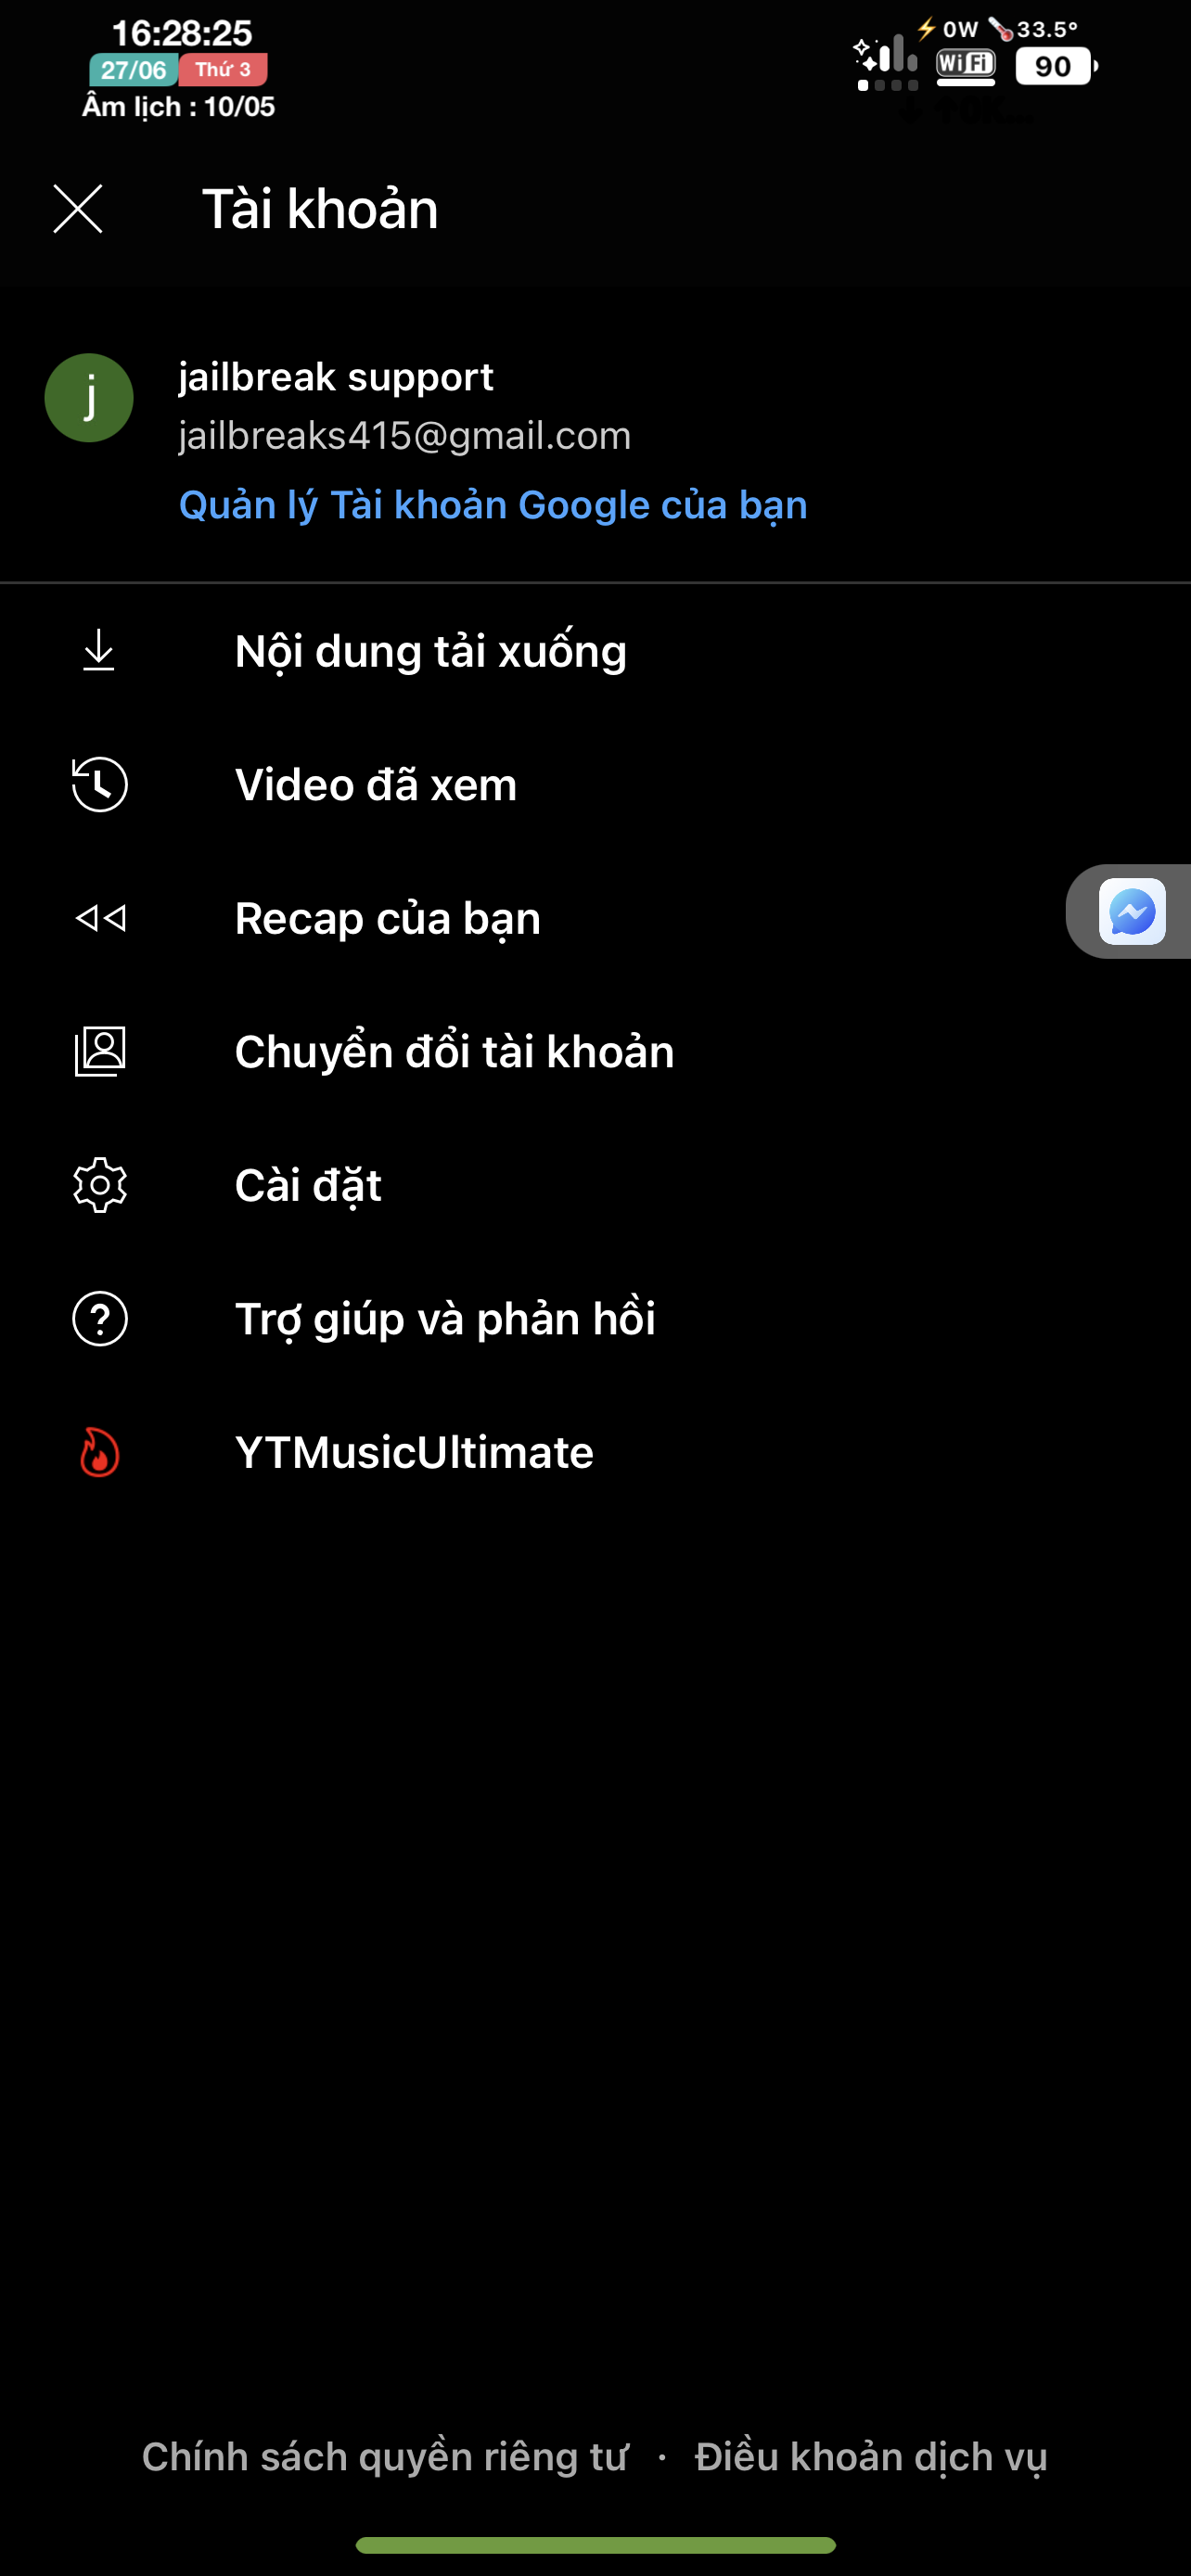 16:28:25
27/06 Thứ 3
Âm lịch : 10/05
⚡0W 33.5°
WiFi 90
Tài khoản
j
jailbreak support
jailbreaks415@gmail.com
Quản lý Tài khoản Google của bạn
Nội dung tải xuống
Video đã xem
Recap của bạn
Chuyển đổi tài khoản
Cài đặt
Trợ giúp và phản hồi
YTMusicUltimate
Chính sách quyền riêng tư · Điều khoản dịch vụ